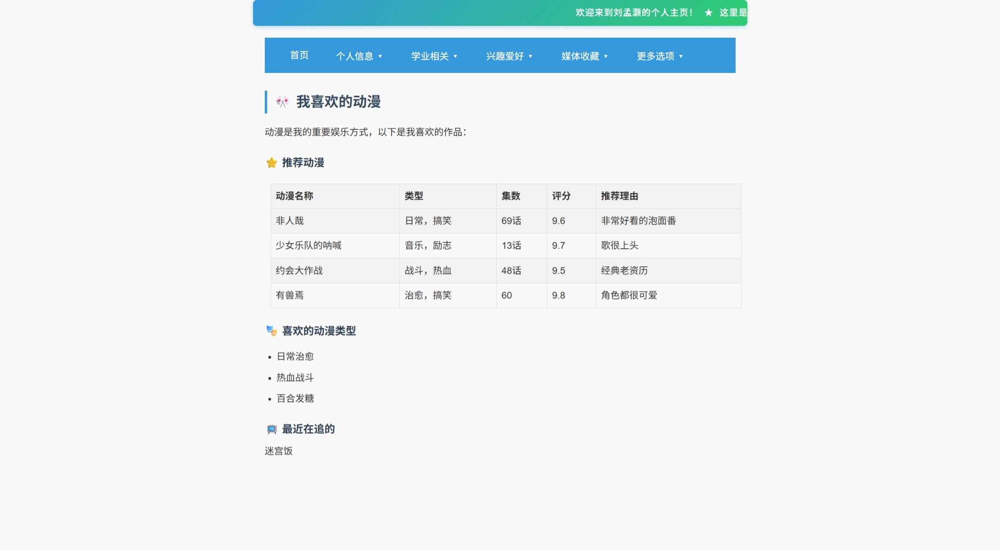 欢迎来到刘孟灏的个人主页！ ★ 这里是
首页 个人信息 ▼ 学业相关 ▼ 兴趣爱好 ▼ 媒体收藏 ▼ 更多选项 ▼
🎌 我喜欢的动漫
动漫是我的重要娱乐方式，以下是我喜欢的作品：
⭐ 推荐动漫
动漫名称 类型 集数 评分 推荐理由
非人哉 日常，搞笑 69话 9.6 非常好看的泡面番
少女乐队的呐喊 音乐，励志 13话 9.7 歌很上头
约会大作战 战斗，热血 48话 9.5 经典老资历
有兽焉 治愈，搞笑 60 9.8 角色都很可爱
🎭 喜欢的动漫类型
• 日常治愈
• 热血战斗
• 百合发糖
📺 最近在追的
迷宫饭